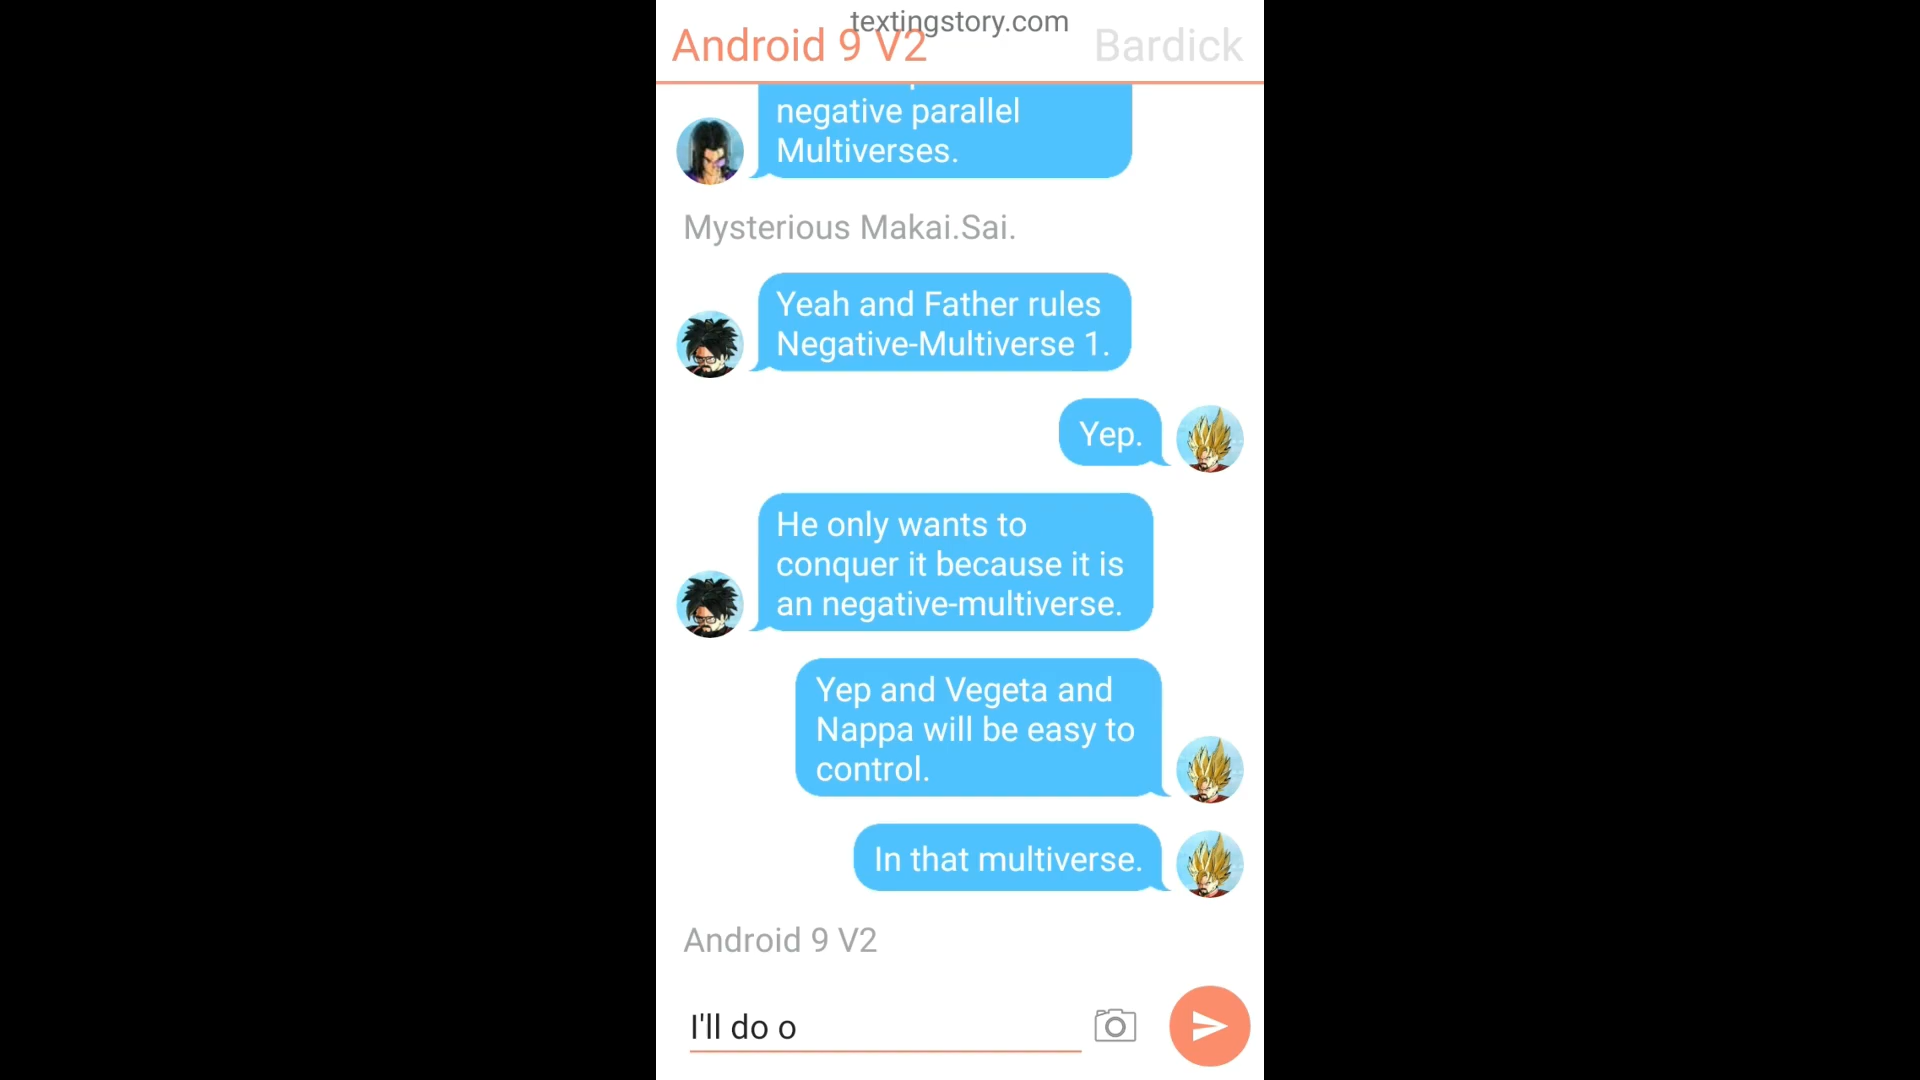 textingstory.com
Android 9 V2
Bardick
negative parallel
Multiverses.
Mysterious Makai.Sai.
Yeah and Father rules
Negative-Multiverse 1.
Yep.
He only wants to
conquer it because it is
an negative-multiverse.
Yep and Vegeta and
Nappa will be easy to
control.
In that multiverse.
Android 9 V2
I'll do o